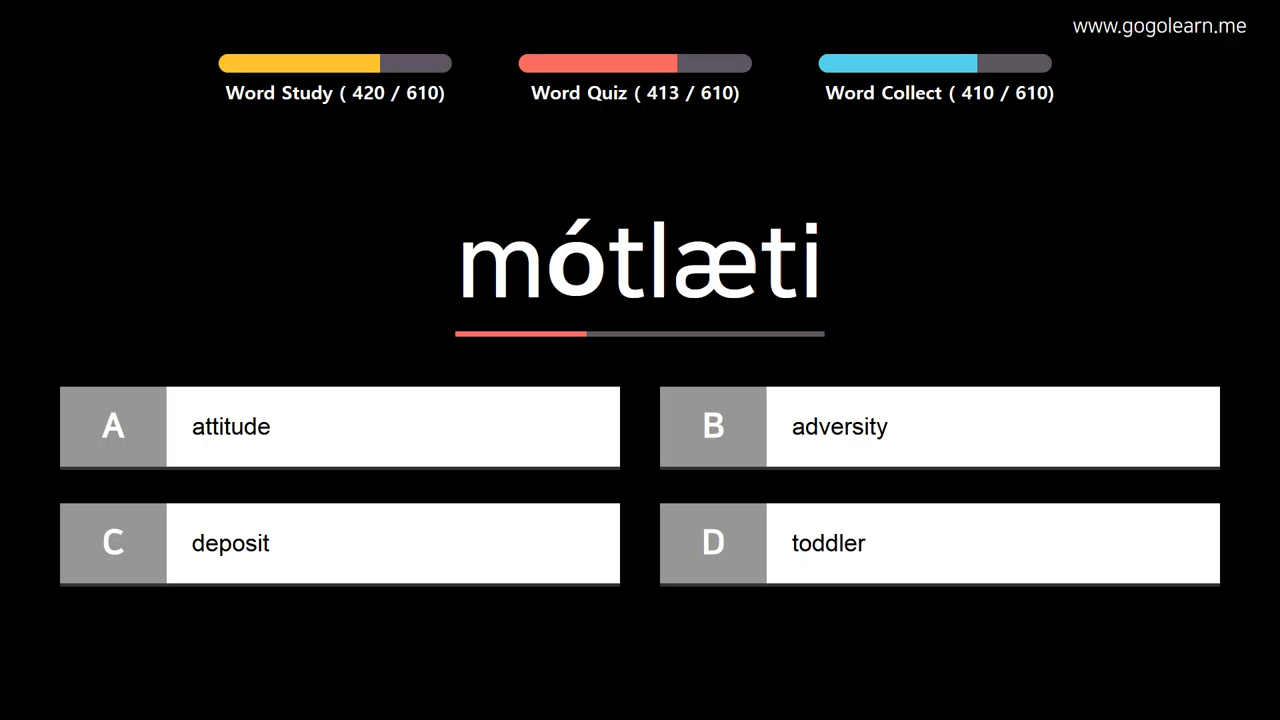 www.gogolearn.me
Word Study ( 420 / 610)
Word Quiz ( 413 / 610)
Word Collect ( 410 / 610)
mótlæti
A attitude
B adversity
C deposit
D toddler